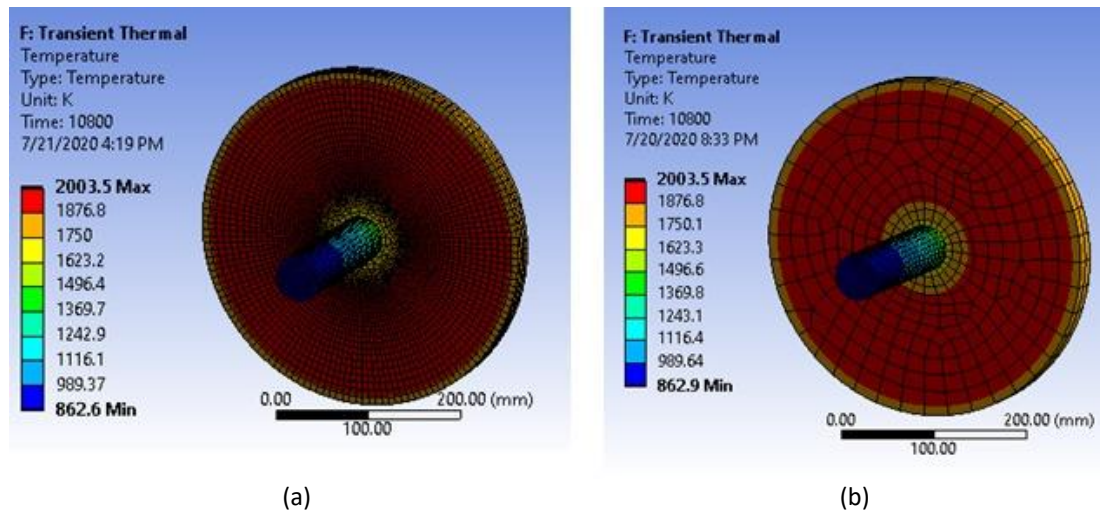 F: Transient Thermal
Temperature
Type: Temperature
Unit: K
Time: 10800
7/21/2020 4:19 PM
2003.5 Max
1876.8
1750
1623.2
1496.4
1369.7
1242.9
1116.1
989.37
862.6 Min
0.00 200.00 (mm)
100.00
(a)
F: Transient Thermal
Temperature
Type: Temperature
Unit: K
Time: 10800
7/20/2020 8:33 PM
2003.5 Max
1876.8
1750.1
1623.3
1496.6
1369.8
1243.1
1116.4
989.64
862.9 Min
0.00 200.00 (mm)
100.00
(b)